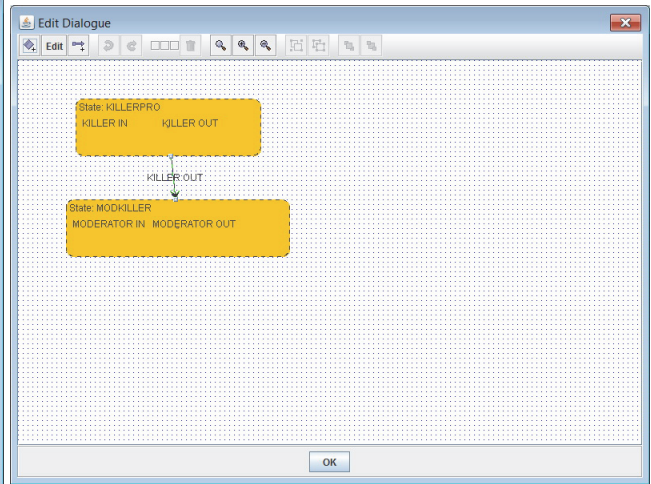 Edit Dialogue
Edit
State: KILLERPRO
KILLER IN KILLER OUT
KILLER OUT
State: MODKILLER
MODERATOR IN MODERATOR OUT
OK